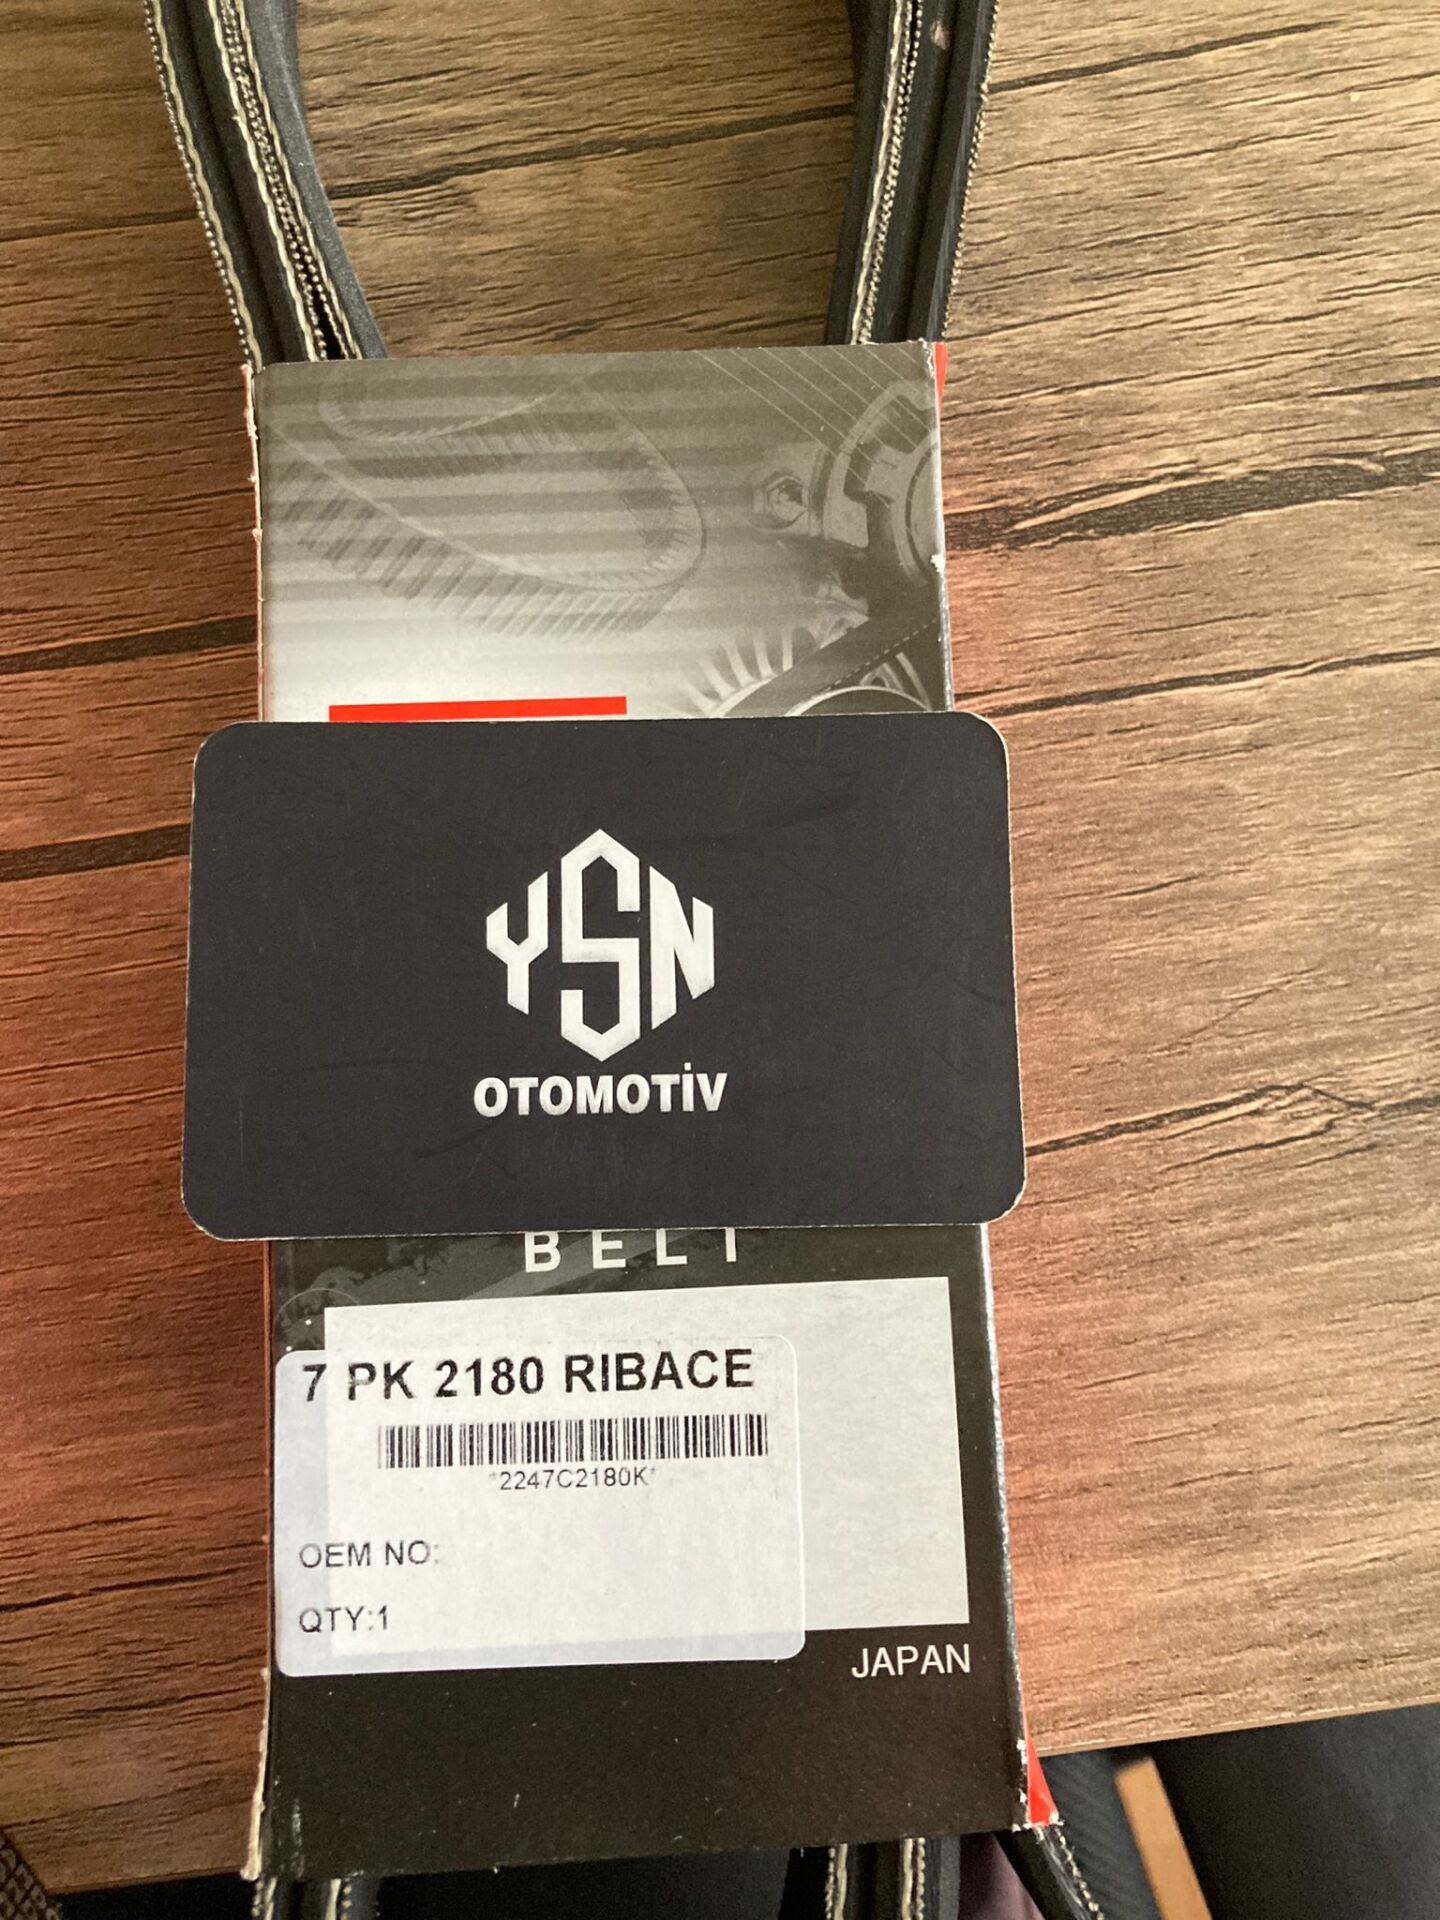 YSN
OTOMOTİV
BELT
7 PK 2180 RIBACE
*2247C2180K*
OEM NO:
QTY:1
JAPAN